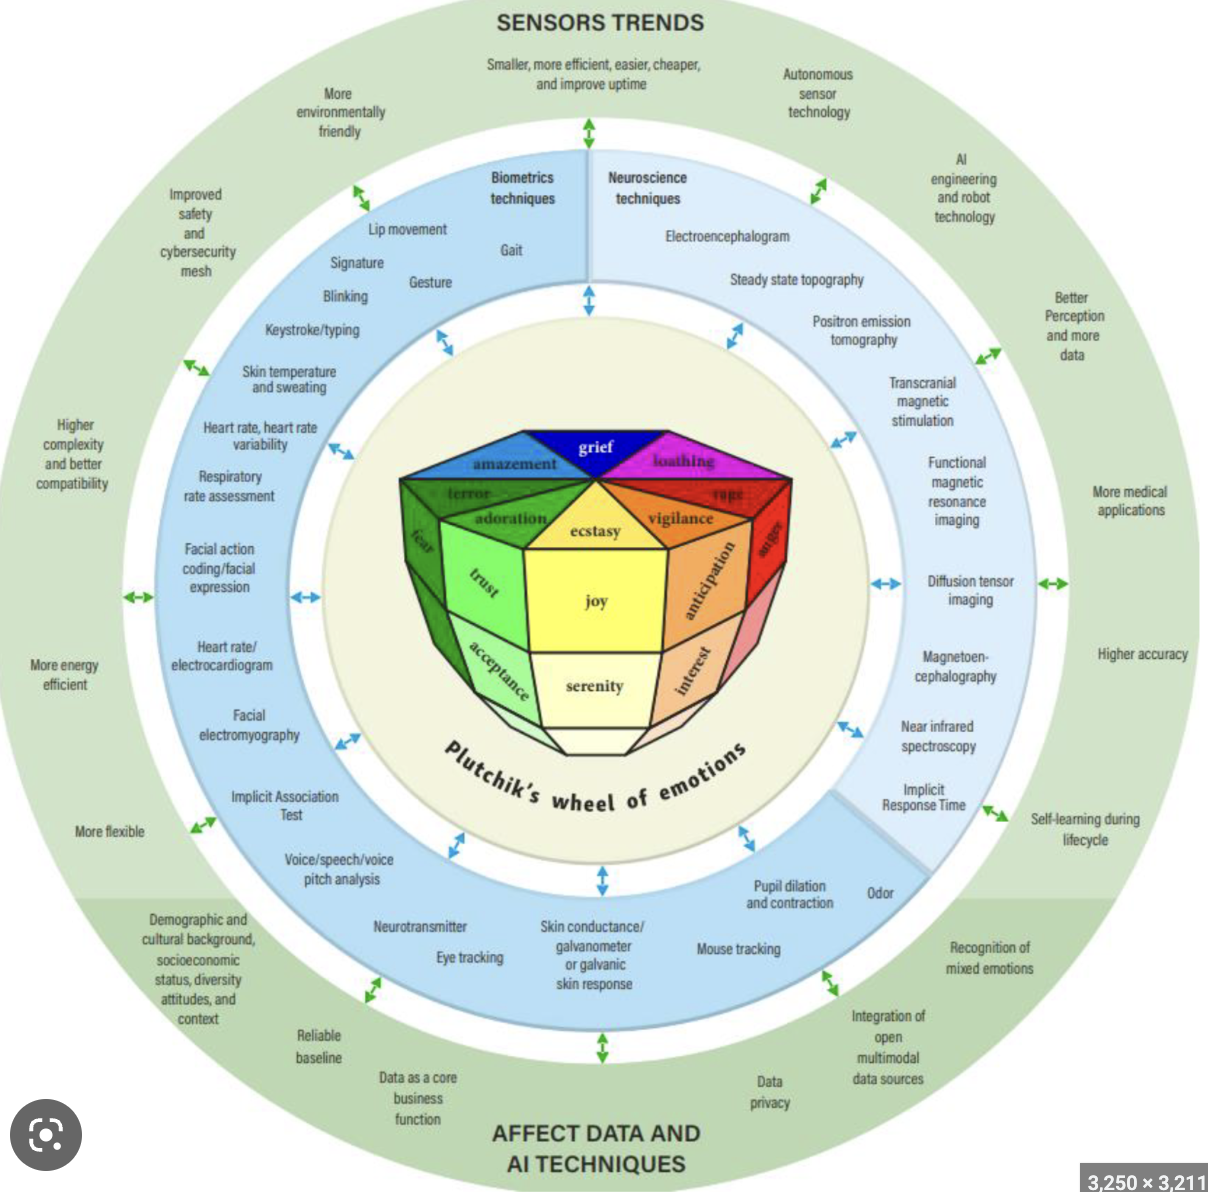 SENSORS TRENDS
Smaller, more efficient, easier, cheaper,
and improve uptime
Autonomous
sensor
technology
AI
engineering
and robot
technology
Better
Perception
and more
data
More medical
applications
Higher accuracy
Self-learning during
lifecycle
More
environmentally
friendly
Improved
safety
and
cybersecurity
mesh
Higher
complexity
and better
compatibility
More energy
efficient
More flexible
Biometrics
techniques
Lip movement
Gait
Signature
Gesture
Blinking
Keystroke/typing
Skin temperature
and sweating
Heart rate, heart rate
variability
Respiratory
rate assessment
Facial action
coding/facial
expression
Heart rate/
electrocardiogram
Facial
electromyography
Implicit Association
Test
Voice/speech/voice
pitch analysis
Neurotransmitter
Eye tracking
Skin conductance/
galvanometer
or galvanic
skin response
Mouse tracking
Pupil dilation
and contraction
Odor
Neuroscience
techniques
Electroencephalogram
Steady state topography
Positron emission
tomography
Transcranial
magnetic
stimulation
Functional
magnetic
resonance
imaging
Diffusion tensor
imaging
Magnetoen-
cephalography
Near infrared
spectroscopy
Implicit
Response Time
grief
amazement
loathing
terror
rage
adoration
vigilance
ecstasy
fear
anger
trust
joy
anticipation
acceptance
serenity
interest
Plutchik's wheel of emotions
Demographic and
cultural background,
socioeconomic
status, diversity
attitudes, and
context
Reliable
baseline
Data as a core
business
function
Data
privacy
Integration of
open
multimodal
data sources
Recognition of
mixed emotions
AFFECT DATA AND
AI TECHNIQUES
3,250 × 3,211